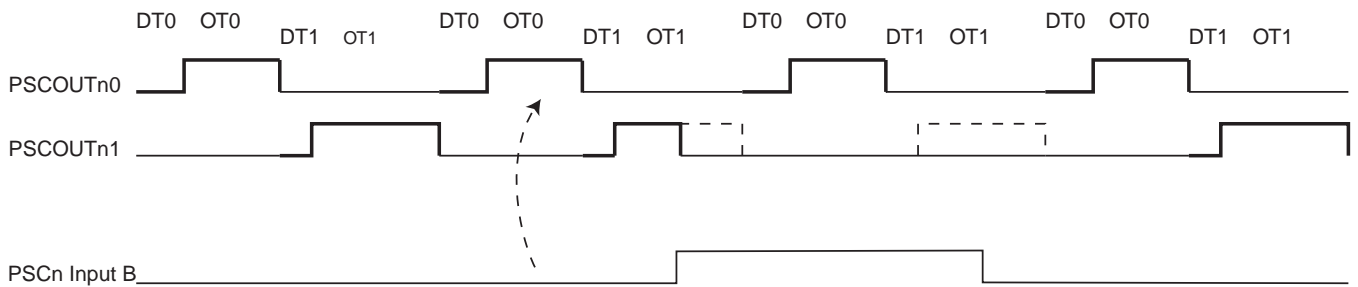 DT0 OT0 DT0 OT0 DT0 OT0 DT0 OT0
DT1 OT1 DT1 OT1 DT1 OT1 DT1 OT1
PSCOUTn0
PSCOUTn1
PSCn Input B